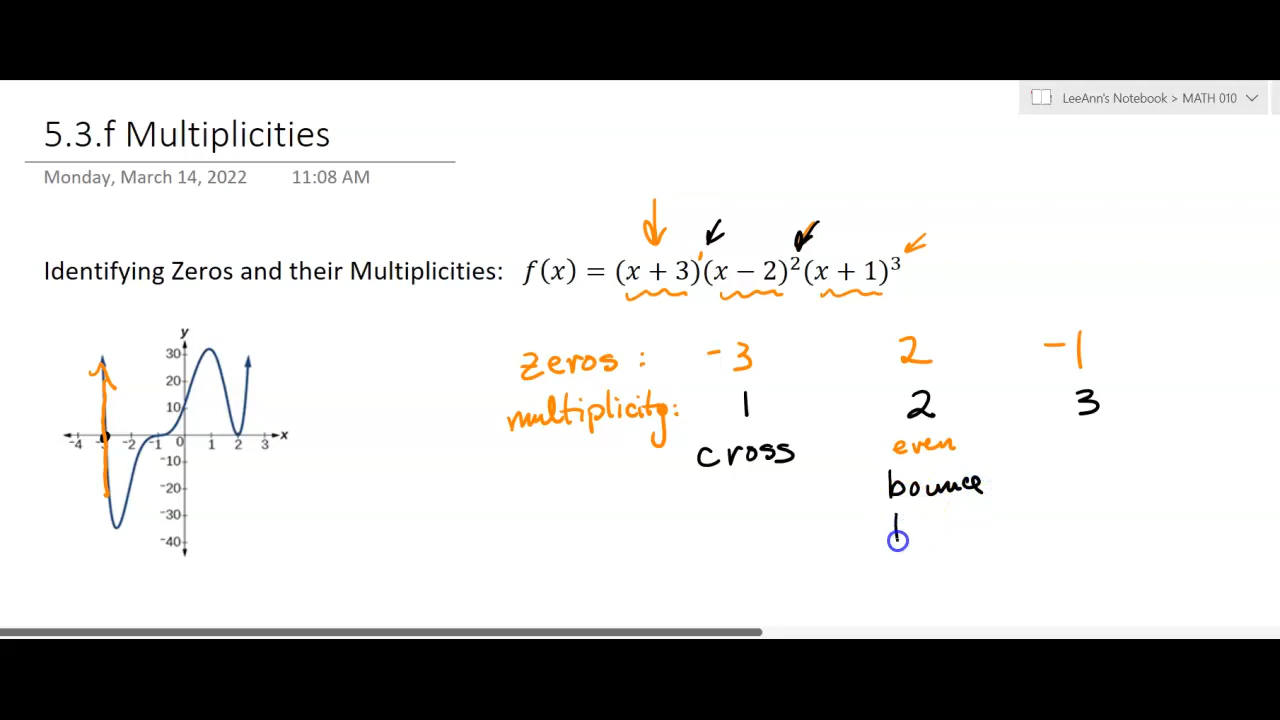 LeeAnn's Notebook > MATH 010
5.3.f Multiplicities
Monday, March 14, 2022 11:08 AM
Identifying Zeros and their Multiplicities: f(x) = (x + 3)¹(x − 2)²(x + 1)³
y
30
20
10
-4 -2 -1 0 1 2 3 x
-10
-20
-30
-40
zeros: -3 2 -1
multiplicity: 1 2 3
cross even
bounce